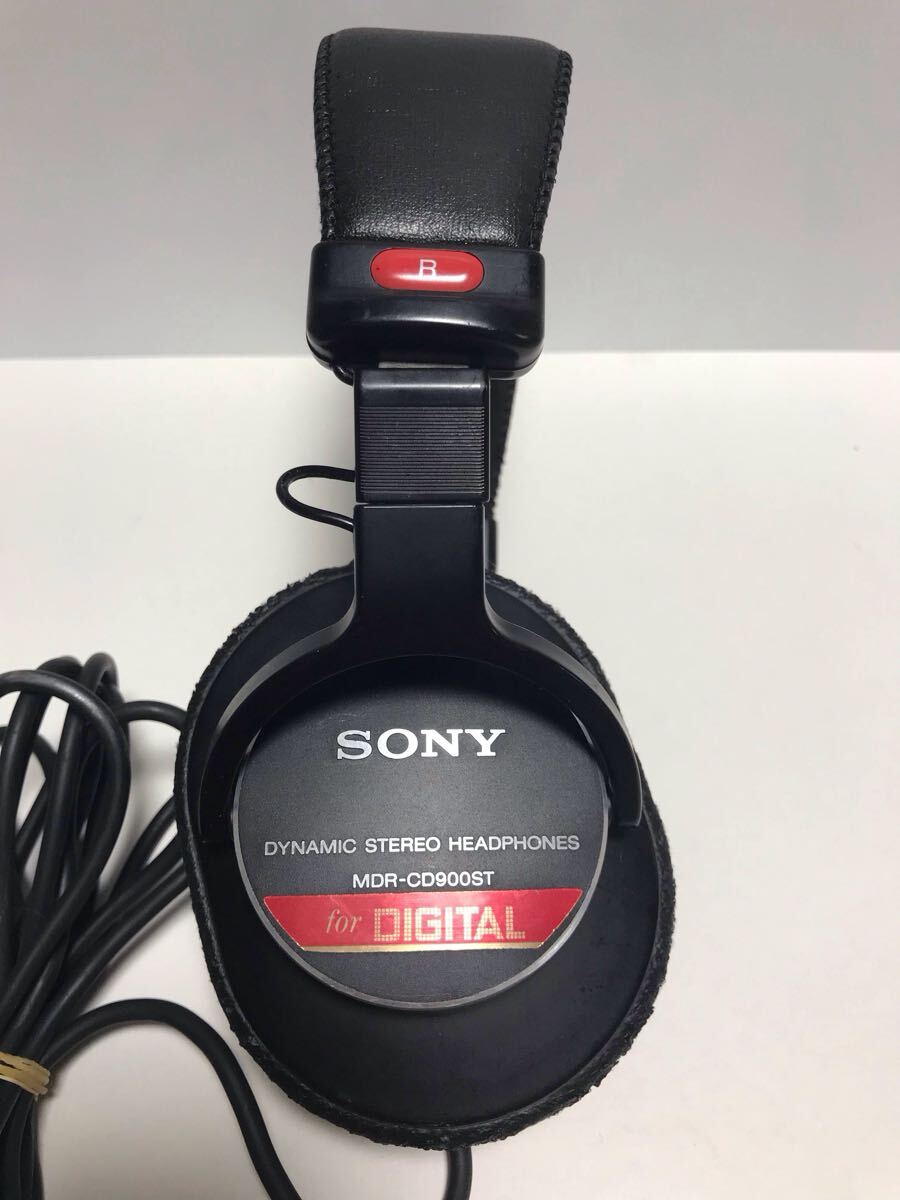 R
SONY
DYNAMIC STEREO HEADPHONES
MDR-CD900ST
for DIGITAL